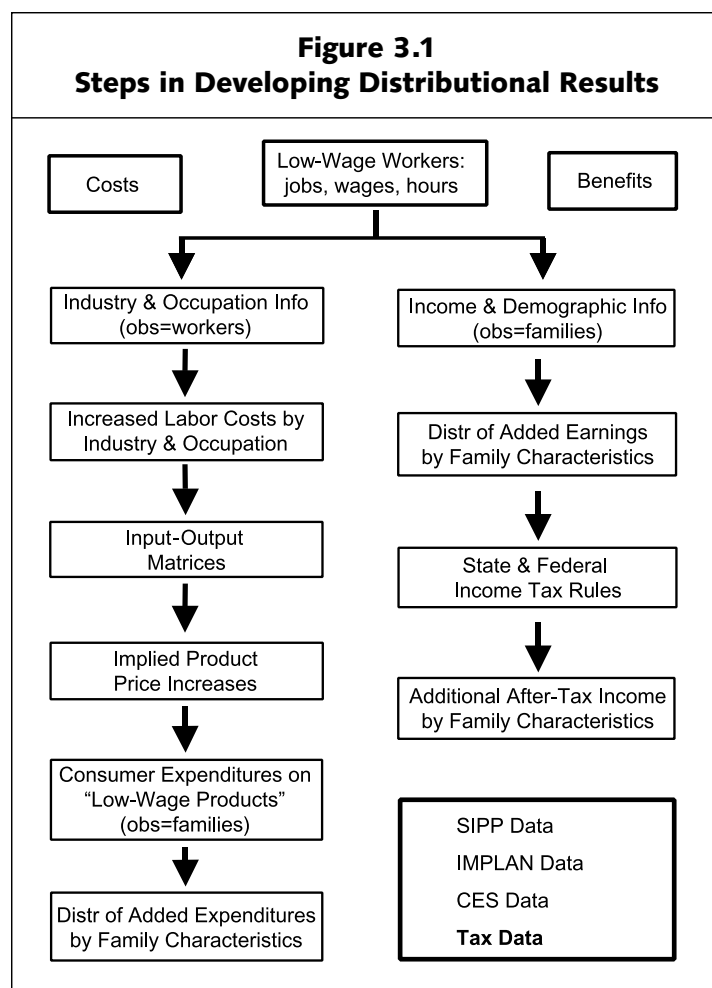 Figure 3.1
Steps in Developing Distributional Results
Costs
Low-Wage Workers:
jobs, wages, hours
Benefits
Industry & Occupation Info
(obs=workers)
Increased Labor Costs by
Industry & Occupation
Input-Output
Matrices
Implied Product
Price Increases
Consumer Expenditures on
“Low-Wage Products”
(obs=families)
Distr of Added Expenditures
by Family Characteristics
Income & Demographic Info
(obs=families)
Distr of Added Earnings
by Family Characteristics
State & Federal
Income Tax Rules
Additional After-Tax Income
by Family Characteristics
SIPP Data
IMPLAN Data
CES Data
Tax Data